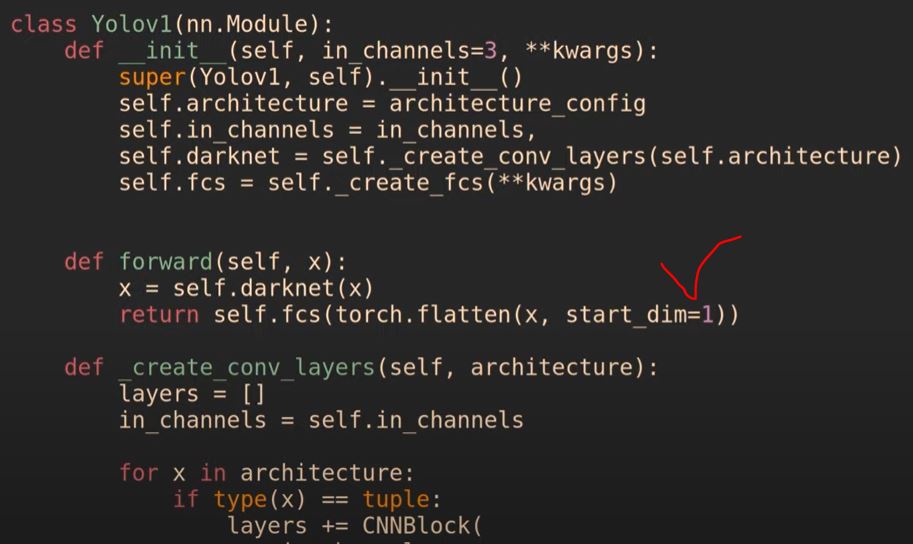 class Yolov1(nn.Module):
    def __init__(self, in_channels=3, **kwargs):
        super(Yolov1, self).__init__()
        self.architecture = architecture_config
        self.in_channels = in_channels,
        self.darknet = self._create_conv_layers(self.architecture)
        self.fcs = self._create_fcs(**kwargs)
    def forward(self, x):
        x = self.darknet(x)
        return self.fcs(torch.flatten(x, start_dim=1))
    def _create_conv_layers(self, architecture):
        layers = []
        in_channels = self.in_channels
        for x in architecture:
            if type(x) == tuple:
                layers += CNNBlock(